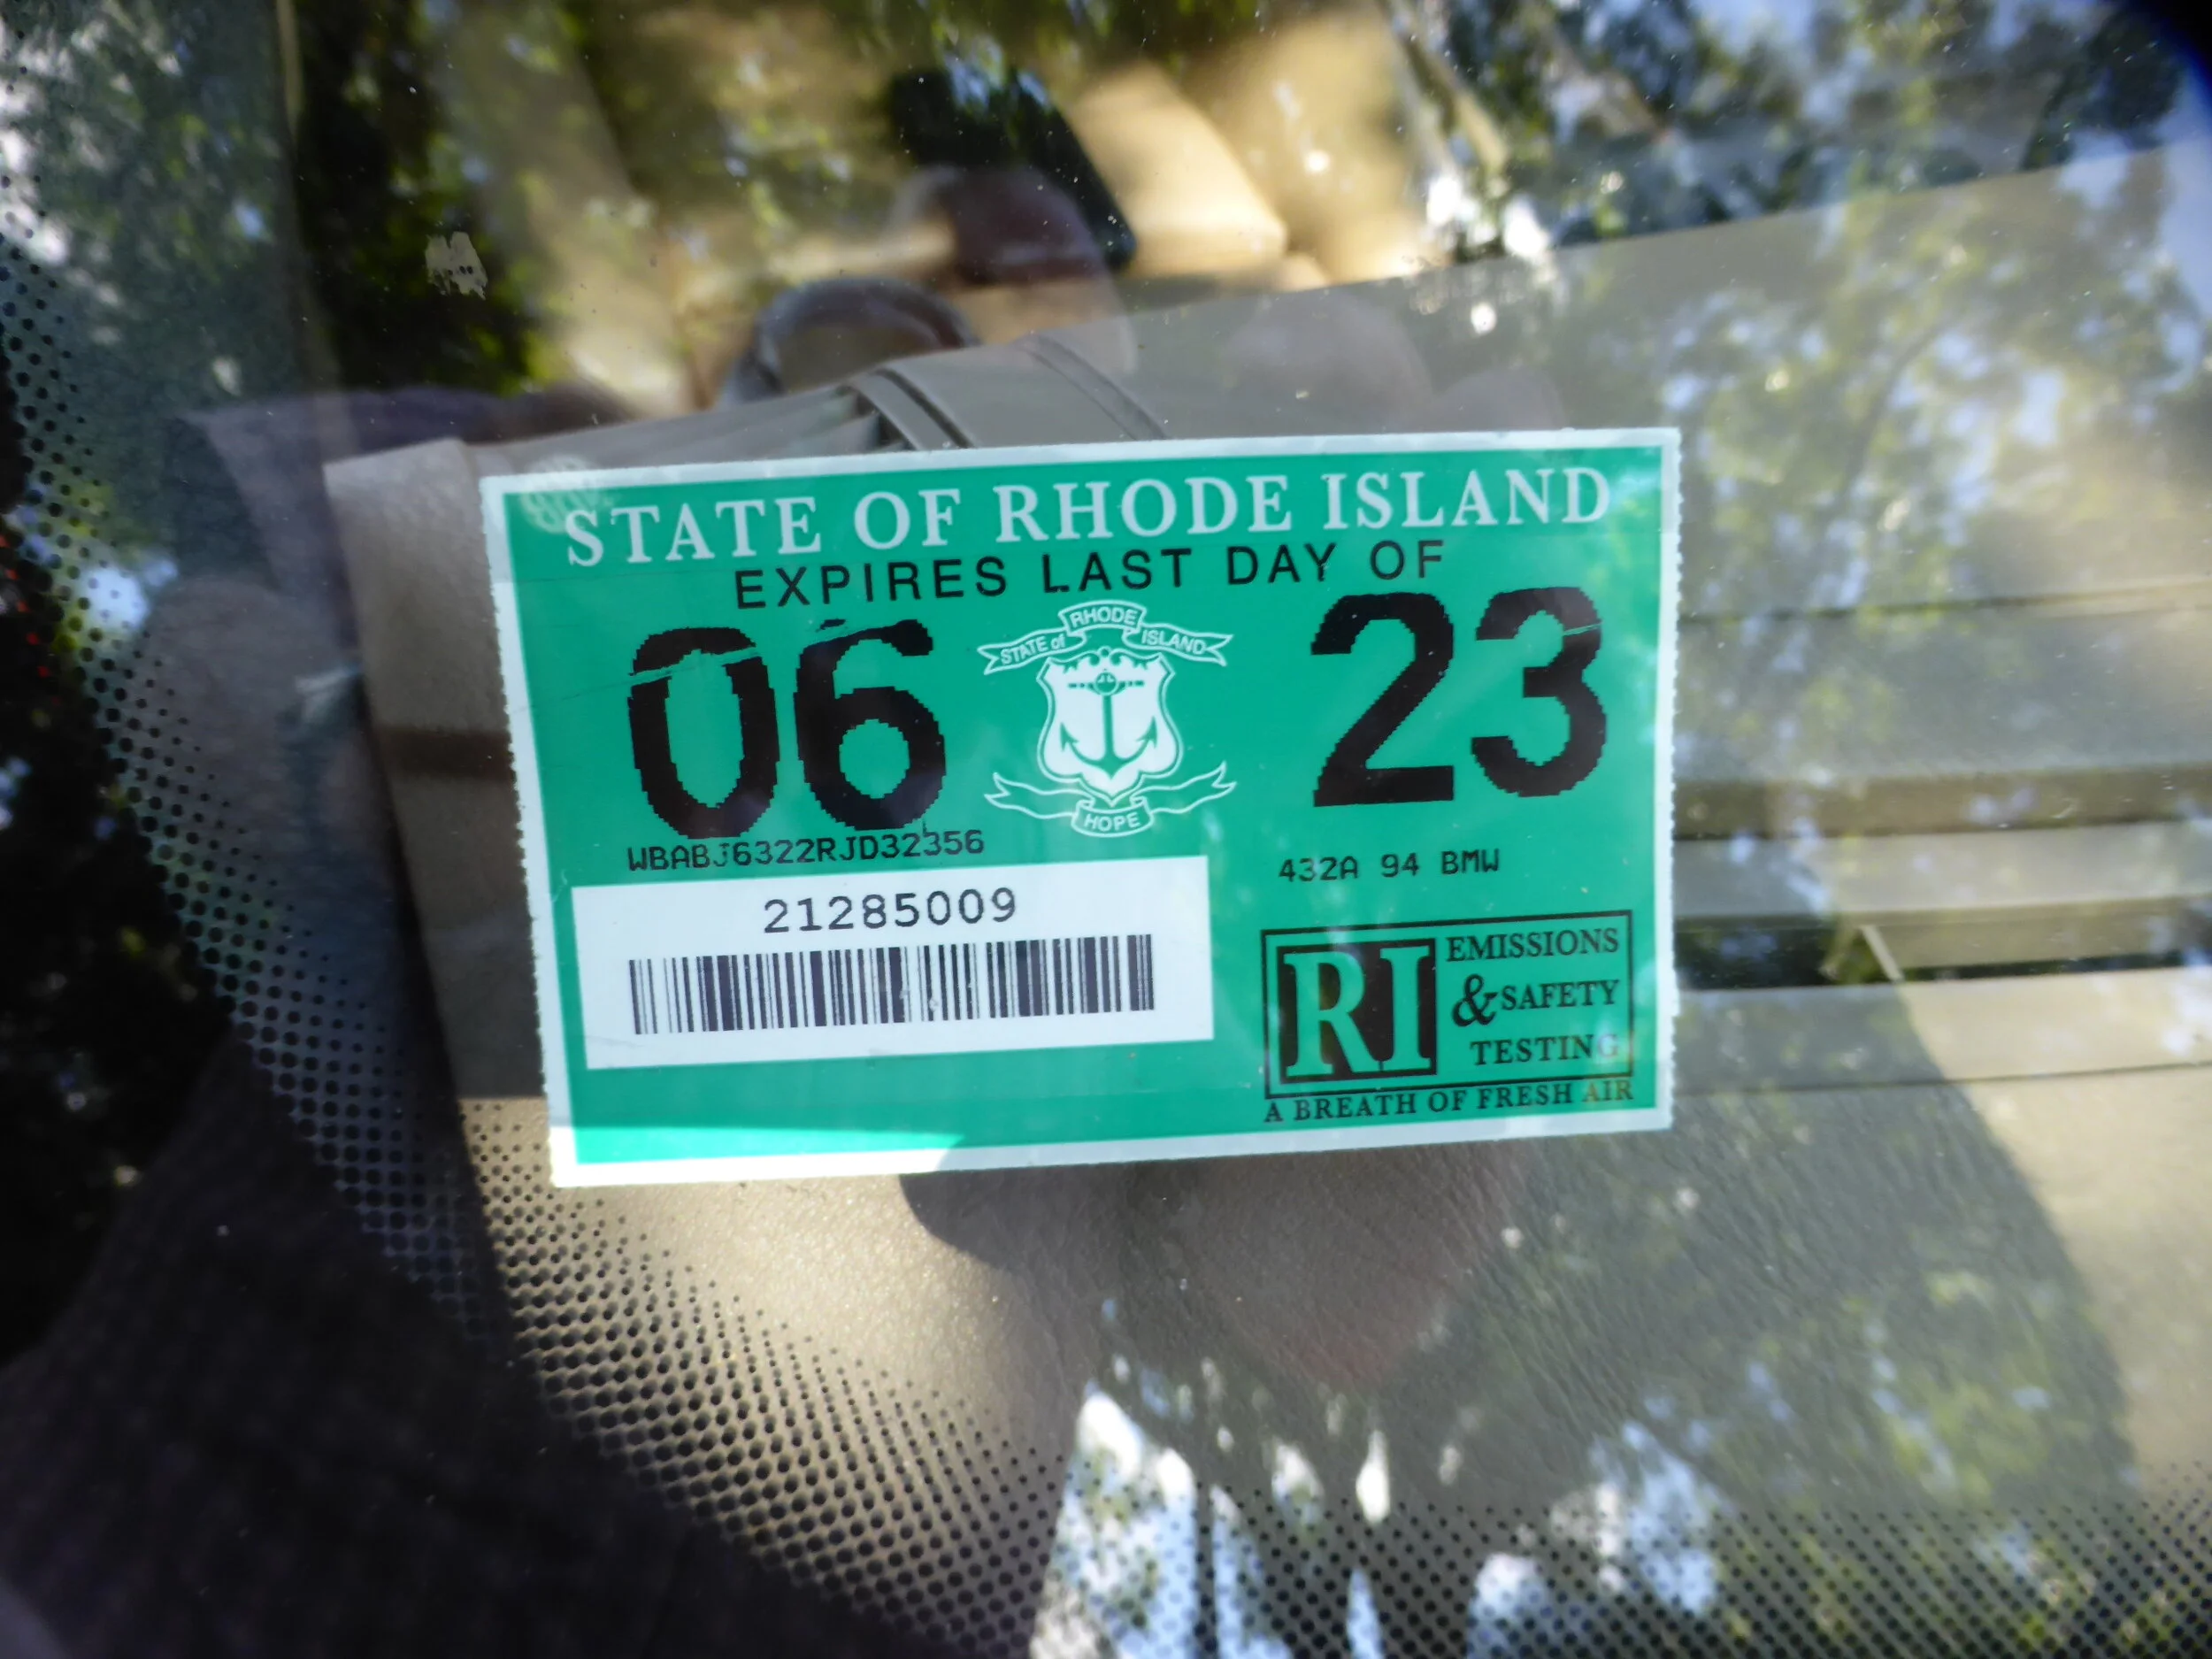 STATE OF RHODE ISLAND
EXPIRES LAST DAY OF
06 23
STATE of RHODE ISLAND
HOPE
WBABJ6322RJD32356
432A 94 BMW
21285009
RI EMISSIONS
& SAFETY
TESTING
A BREATH OF FRESH AIR